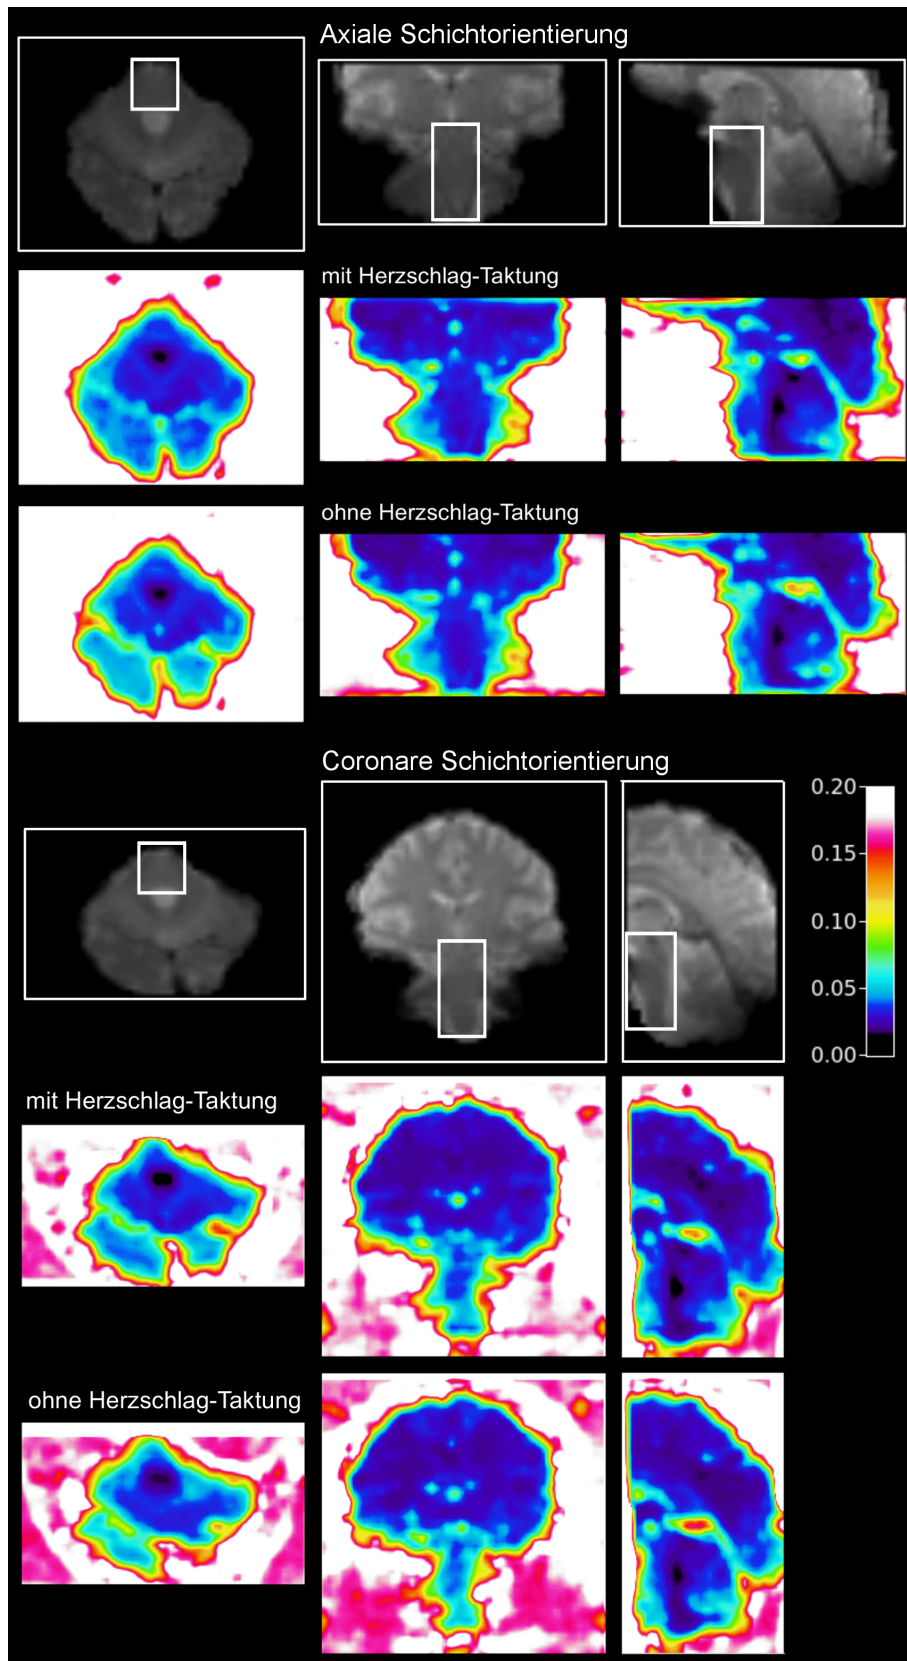 Axiale Schichtorientierung
mit Herzschlag-Taktung
ohne Herzschlag-Taktung
Coronare Schichtorientierung
0.20
0.15
0.10
0.05
0.00
mit Herzschlag-Taktung
ohne Herzschlag-Taktung